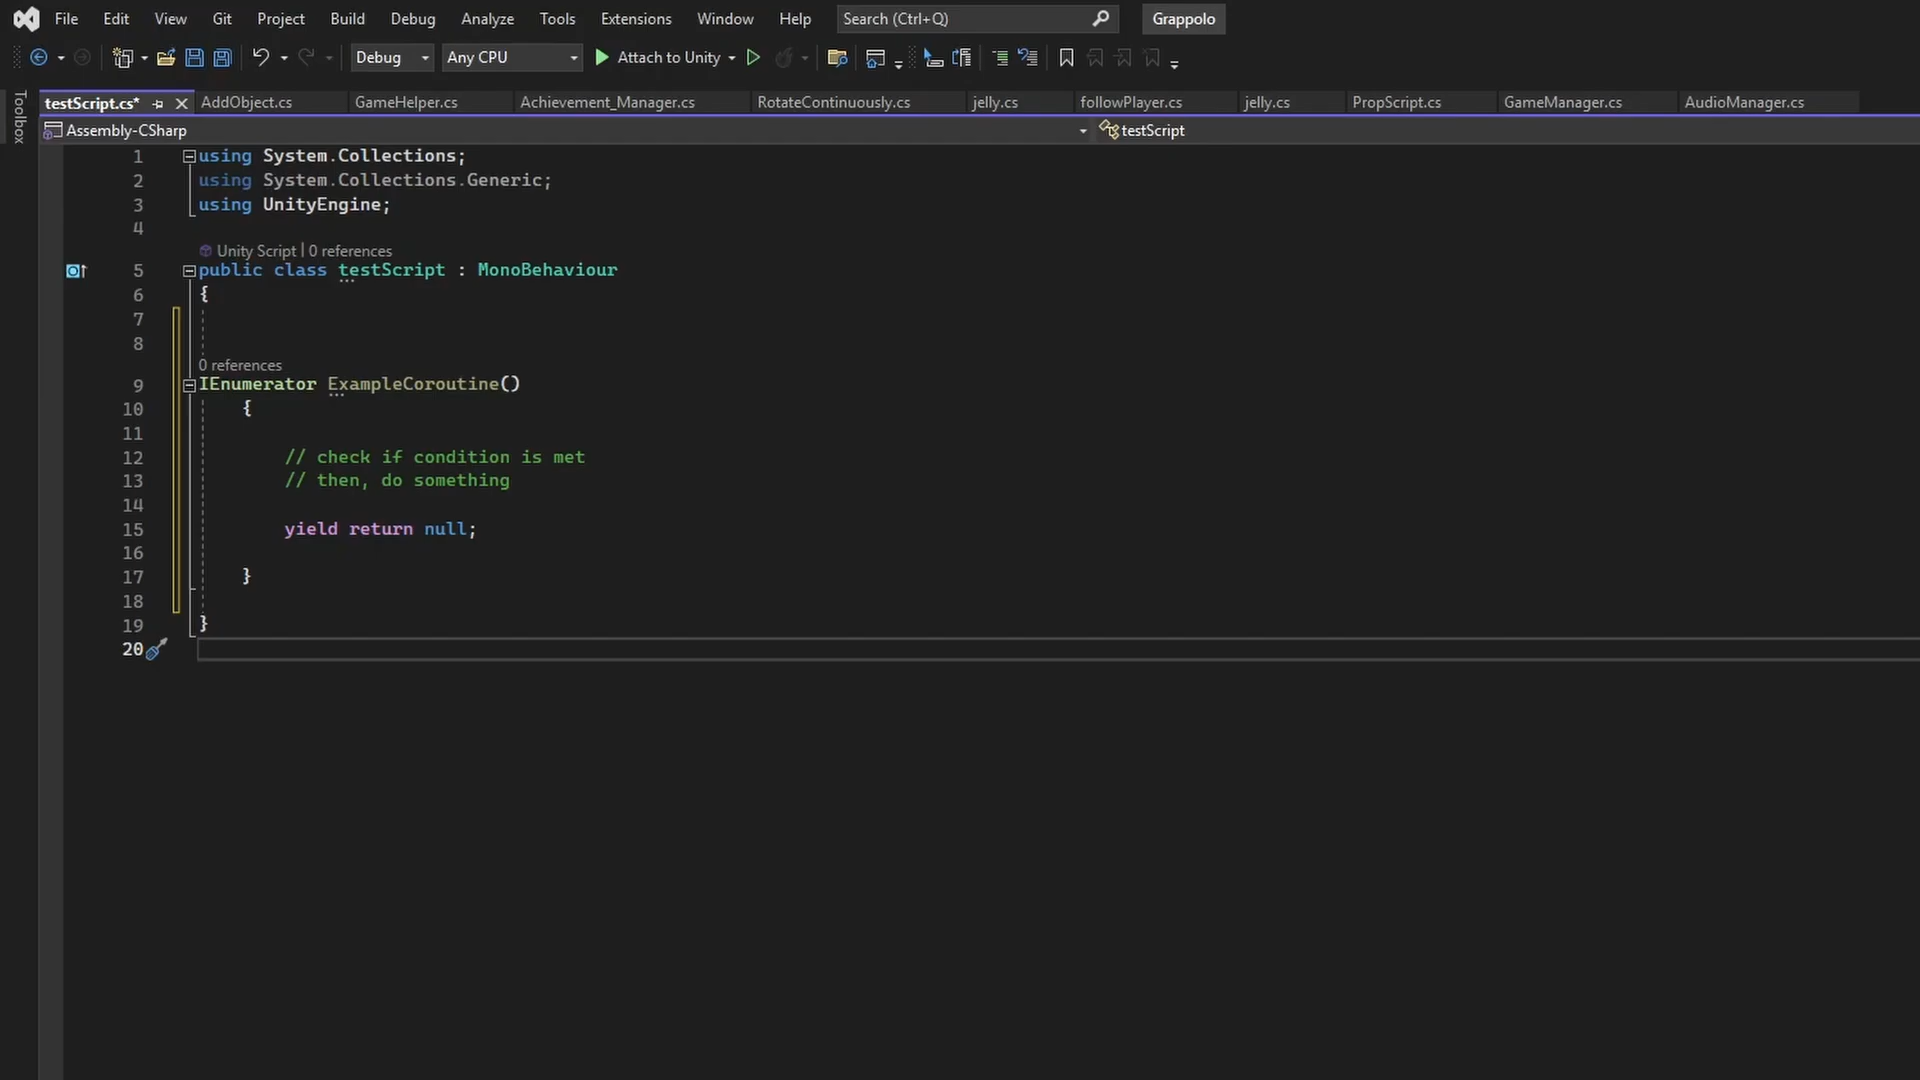 File Edit View Git Project Build Debug Analyze Tools Extensions Window Help Search (Ctrl+Q) Grappolo
Debug Any CPU Attach to Unity
Toolbox
testScript.cs* AddObject.cs GameHelper.cs Achievement_Manager.cs RotateContinuously.cs jelly.cs followPlayer.cs jelly.cs PropScript.cs GameManager.cs AudioManager.cs
Assembly-CSharp testScript
1 using System.Collections;
2 using System.Collections.Generic;
3 using UnityEngine;
4
Unity Script | 0 references
5 public class testScript : MonoBehaviour
6 {
7
8
0 references
9 IEnumerator ExampleCoroutine()
10 {
11
12 // check if condition is met
13 // then, do something
14
15 yield return null;
16
17 }
18
19 }
20